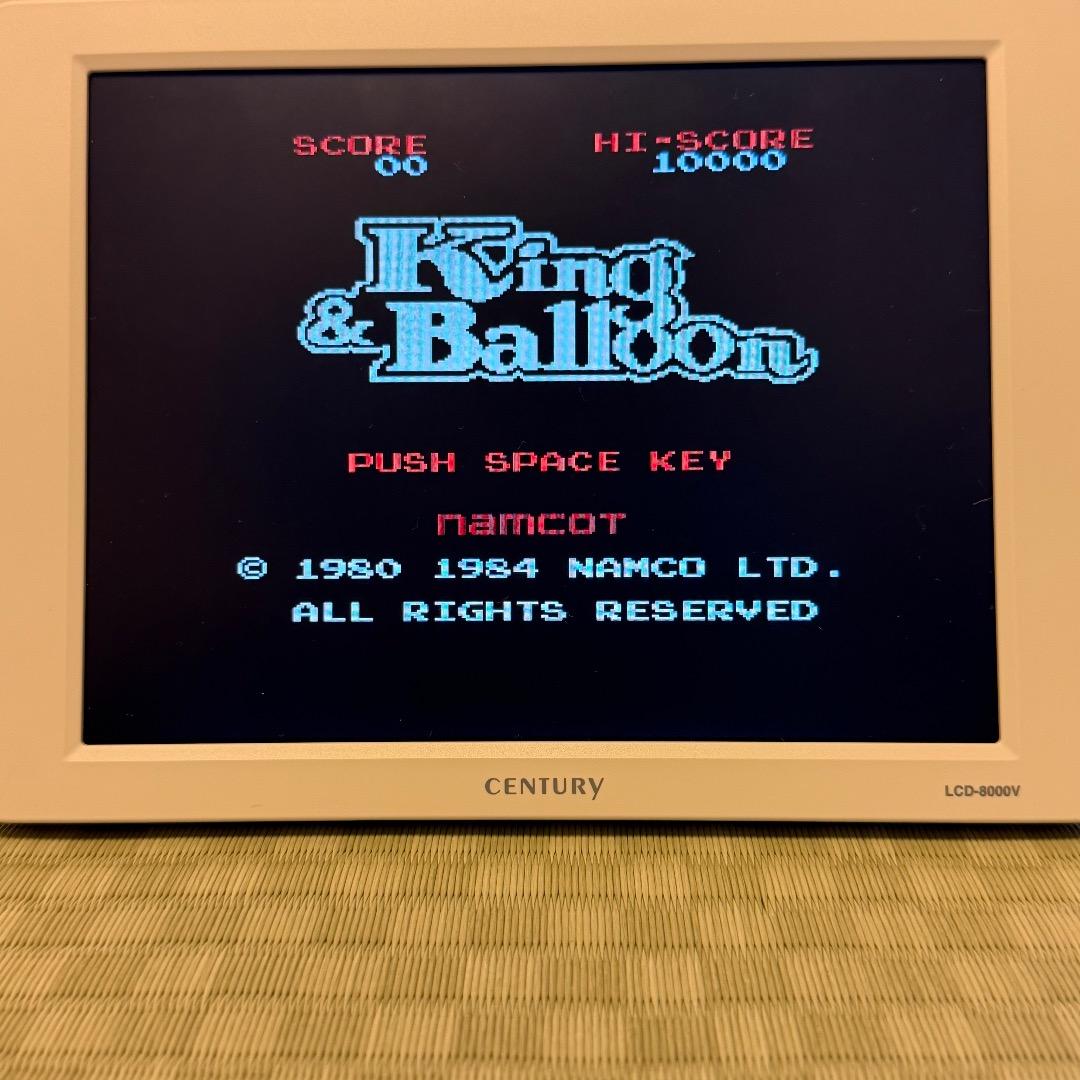 SCORE HI-SCORE
00 10000
King
& Balloon
PUSH SPACE KEY
namcot
© 1980 1984 NAMCO LTD.
ALL RIGHTS RESERVED
CENTURY
LCD-8000V